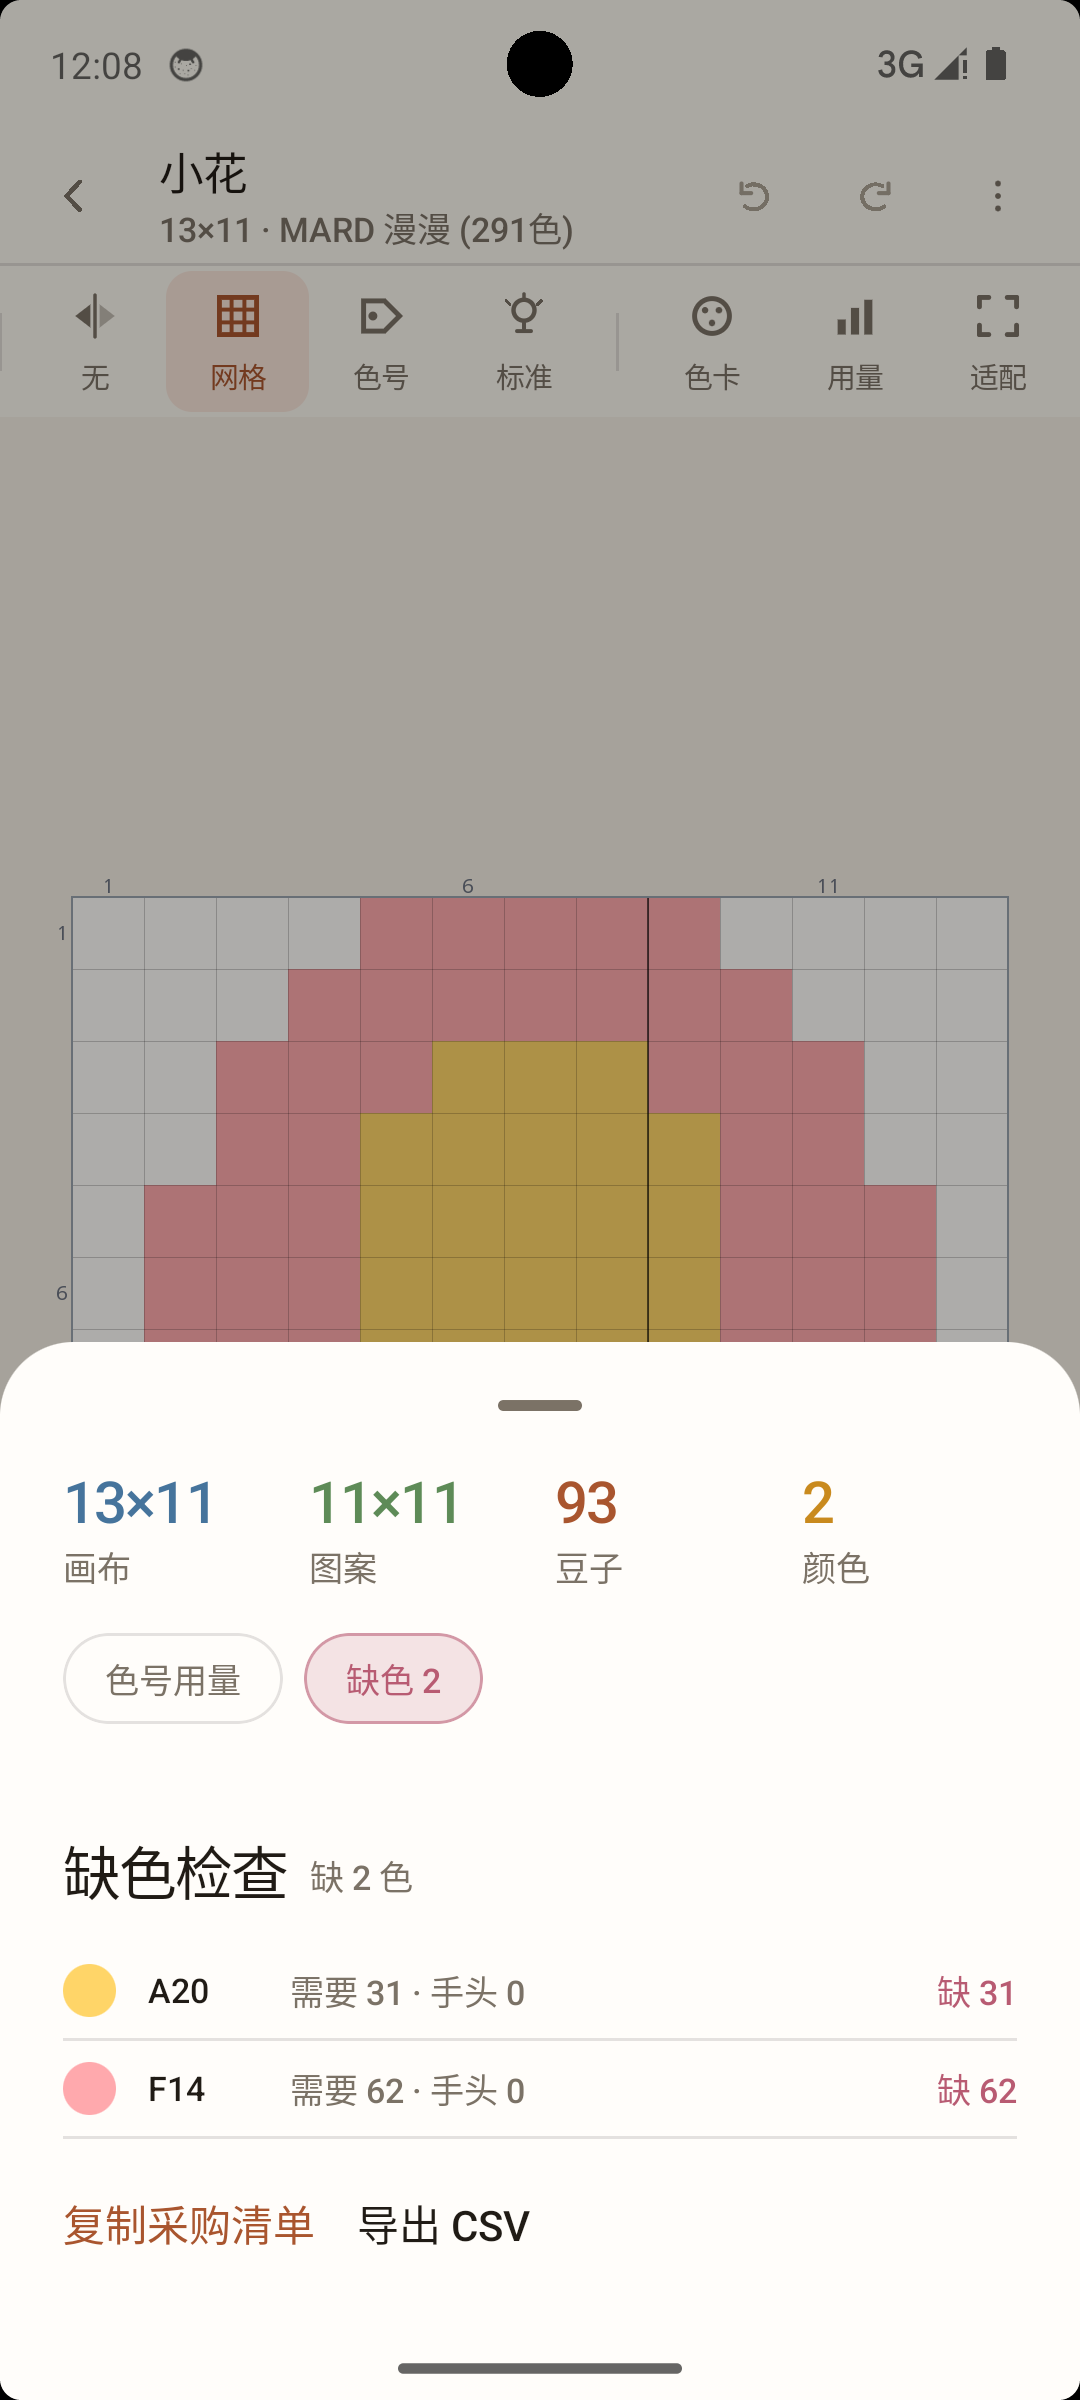 12:08
3G
小花
13×11 · MARD 漫漫 (291色)
无
网格
色号
标准
色卡
用量
适配
1
6
11
1
6
13×11
11×11
93
2
画布
图案
豆子
颜色
色号用量
缺色 2
缺色检查 缺 2 色
A20 需要 31 · 手头 0 缺 31
F14 需要 62 · 手头 0 缺 62
复制采购清单 导出 CSV